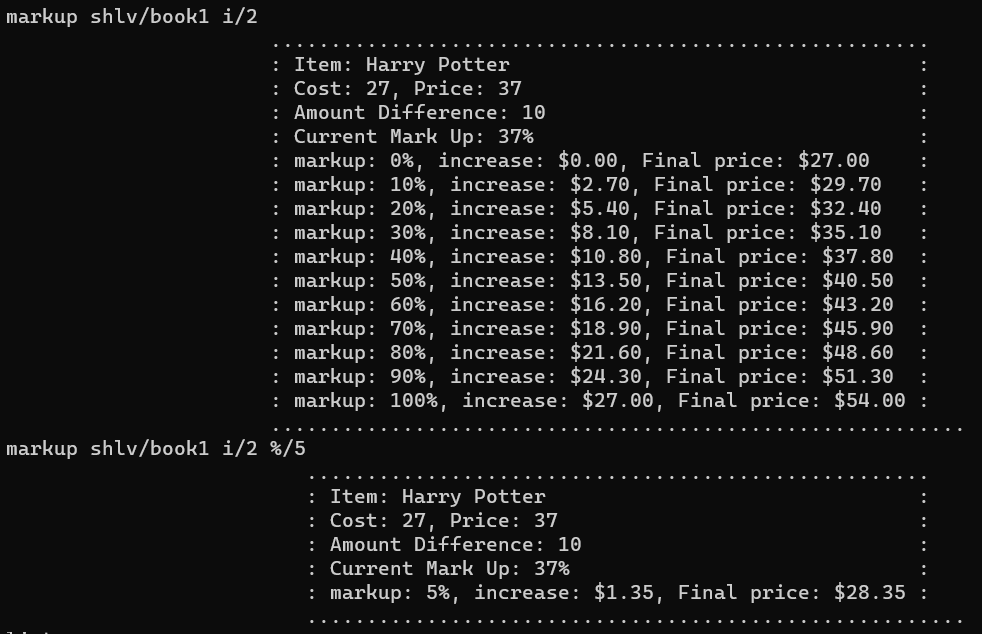 markup shlv/book1 i/2
.......................................................
: Item: Harry Potter                                  :
: Cost: 27, Price: 37                                 :
: Amount Difference: 10                               :
: Current Mark Up: 37%                                :
: markup: 0%, increase: $0.00, Final price: $27.00    :
: markup: 10%, increase: $2.70, Final price: $29.70   :
: markup: 20%, increase: $5.40, Final price: $32.40   :
: markup: 30%, increase: $8.10, Final price: $35.10   :
: markup: 40%, increase: $10.80, Final price: $37.80  :
: markup: 50%, increase: $13.50, Final price: $40.50  :
: markup: 60%, increase: $16.20, Final price: $43.20  :
: markup: 70%, increase: $18.90, Final price: $45.90  :
: markup: 80%, increase: $21.60, Final price: $48.60  :
: markup: 90%, increase: $24.30, Final price: $51.30  :
: markup: 100%, increase: $27.00, Final price: $54.00 :
..........................................................
markup shlv/book1 i/2 %/5
....................................................
: Item: Harry Potter                               :
: Cost: 27, Price: 37                              :
: Amount Difference: 10                            :
: Current Mark Up: 37%                             :
: markup: 5%, increase: $1.35, Final price: $28.35 :
.......................................................